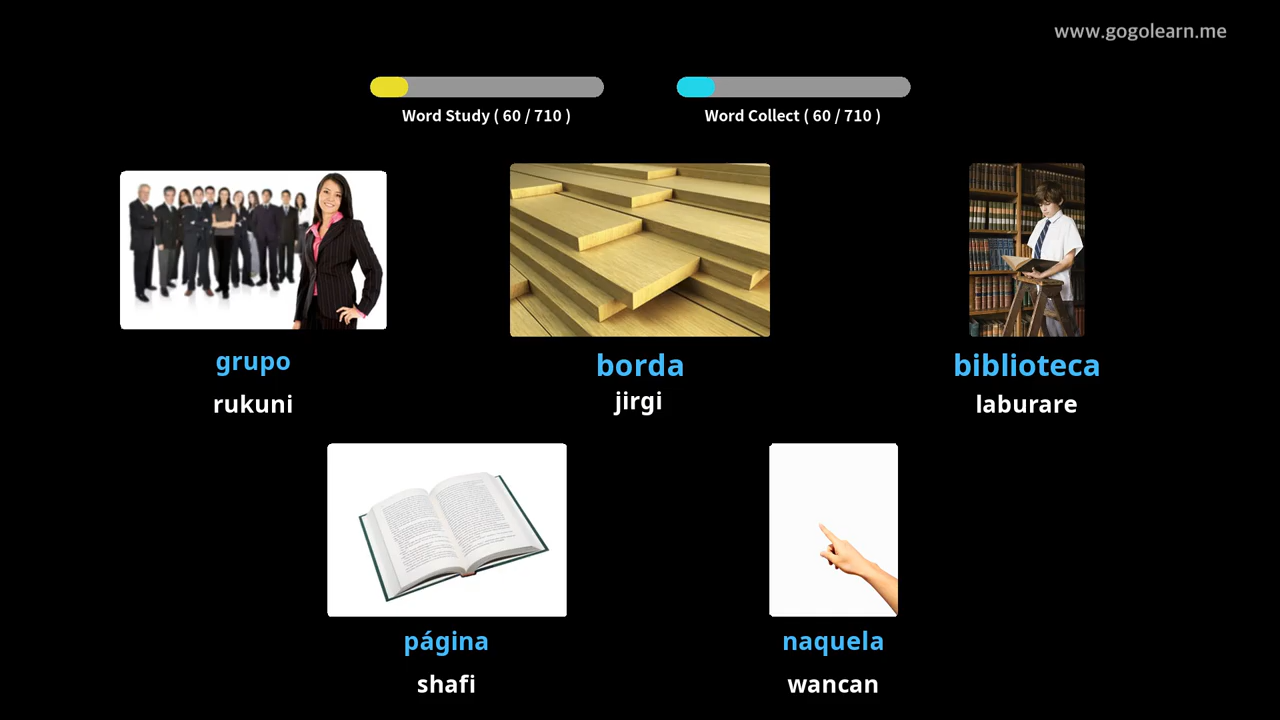 www.gogolearn.me
Word Study ( 60 / 710 )
Word Collect ( 60 / 710 )
grupo
rukuni
borda
jirgi
biblioteca
laburare
página
shafi
naquela
wancan